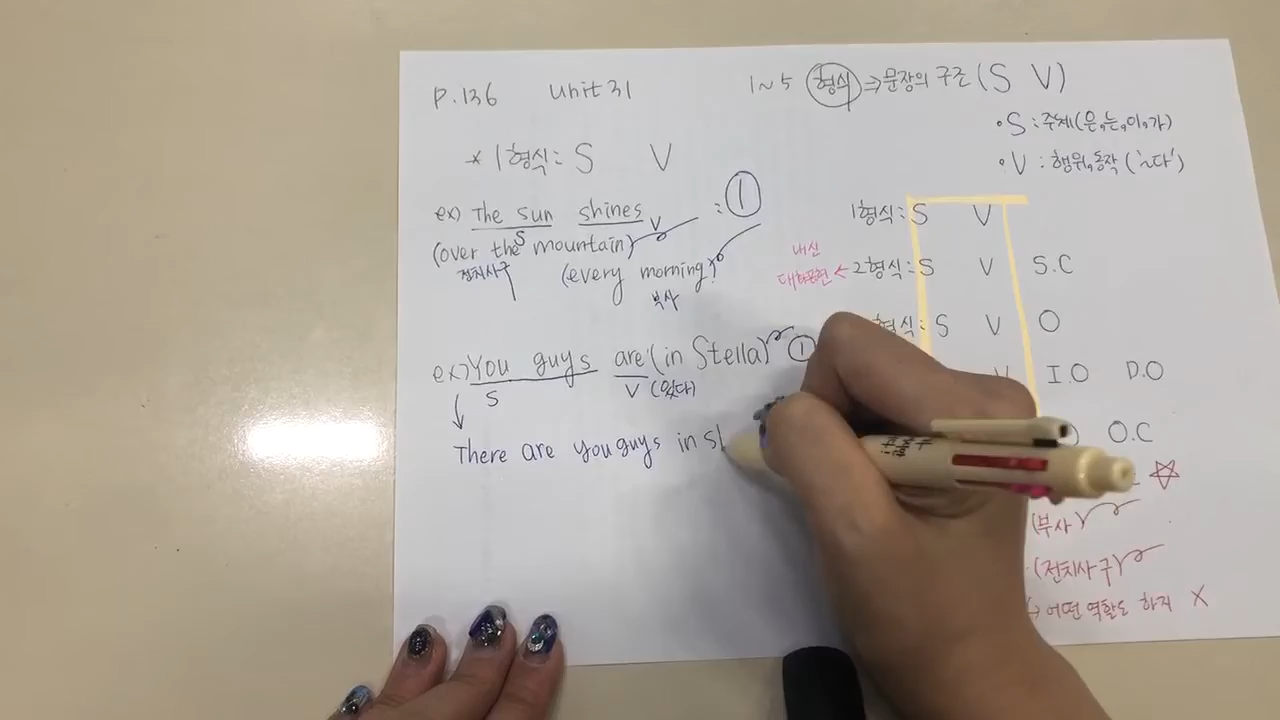 P.136 Unit 31
* 1형식: S V
ex) The sun shines : ①
S V
(over the mountain)
전치사구 (every morning)
부사
ex) You guys are (in Stella) ①
S V (있다)
There are you guys in St
1~5 형식 ⇒ 문장의 구조 (S V)
• S : 주체(은,는,이,가)
• V : 행위,동작 ('~다')
1형식: S V
내신
← 2형식: S V S.C
형식: S V O
V I.O D.O
O.C
☆
(부사)
(전치사구)
↳ 어떤 역할도 하지 X